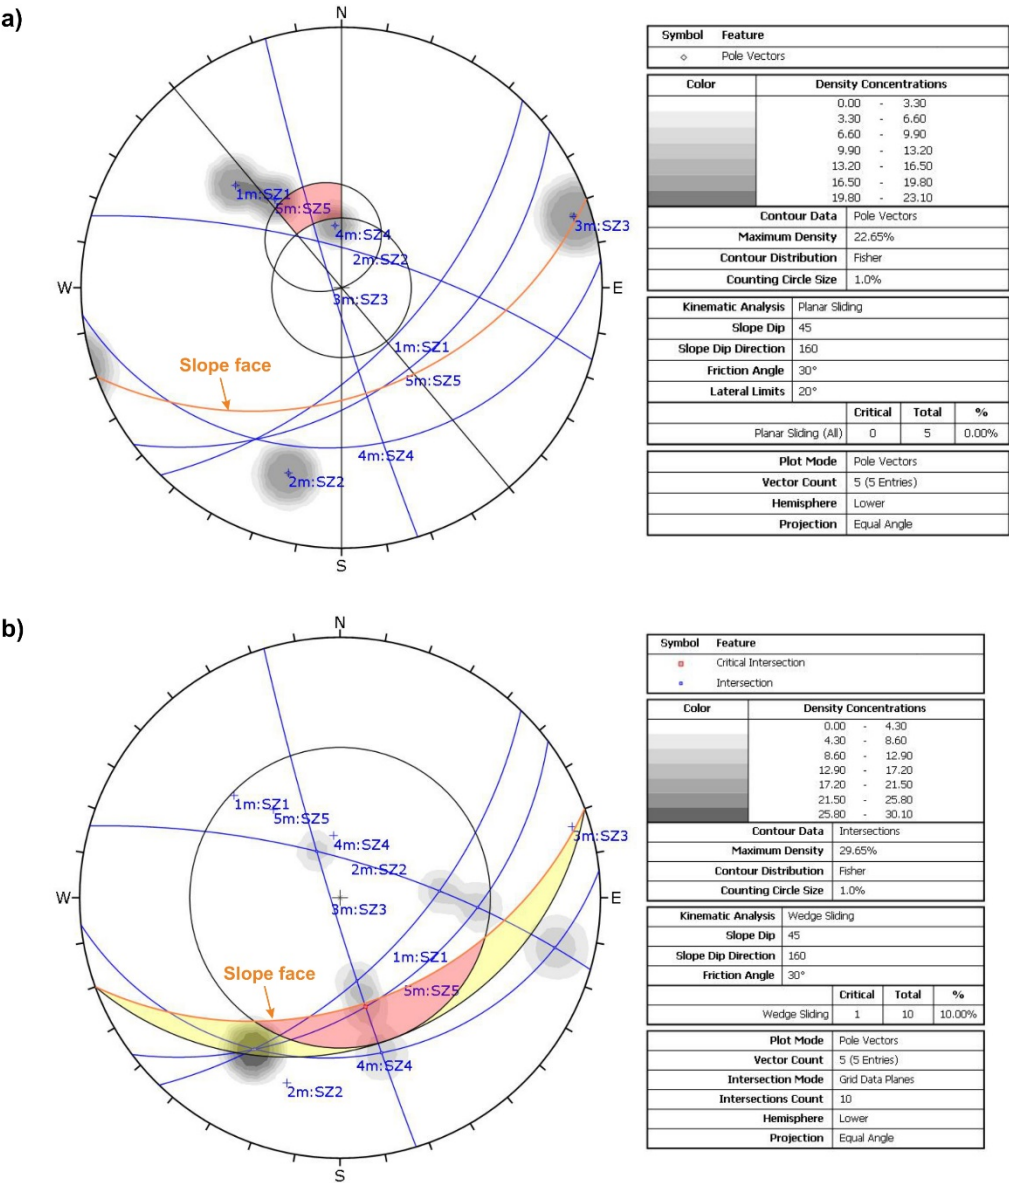 a)
N
W
E
S
1m:SZ1
5m:SZ5
4m:SZ4
2m:SZ2
3m:SZ3
3m:SZ3
1m:SZ1
5m:SZ5
Slope face
4m:SZ4
2m:SZ2
Symbol Feature
Pole Vectors
Color Density Concentrations
0.00 - 3.30
3.30 - 6.60
6.60 - 9.90
9.90 - 13.20
13.20 - 16.50
16.50 - 19.80
19.80 - 23.10
Contour Data Pole Vectors
Maximum Density 22.65%
Contour Distribution Fisher
Counting Circle Size 1.0%
Kinematic Analysis Planar Sliding
Slope Dip 45
Slope Dip Direction 160
Friction Angle 30°
Lateral Limits 20°
Critical Total %
Planar Sliding (All) 0 5 0.00%
Plot Mode Pole Vectors
Vector Count 5 (5 Entries)
Hemisphere Lower
Projection Equal Angle
b)
N
W
E
S
1m:SZ1
5m:SZ5
3m:SZ3
4m:SZ4
2m:SZ2
3m:SZ3
1m:SZ1
Slope face
5m:SZ5
4m:SZ4
2m:SZ2
Symbol Feature
Critical Intersection
Intersection
Color Density Concentrations
0.00 - 4.30
4.30 - 8.60
8.60 - 12.90
12.90 - 17.20
17.20 - 21.50
21.50 - 25.80
25.80 - 30.10
Contour Data Intersections
Maximum Density 29.65%
Contour Distribution Fisher
Counting Circle Size 1.0%
Kinematic Analysis Wedge Sliding
Slope Dip 45
Slope Dip Direction 160
Friction Angle 30°
Critical Total %
Wedge Sliding 1 10 10.00%
Plot Mode Pole Vectors
Vector Count 5 (5 Entries)
Intersection Mode Grid Data Planes
Intersections Count 10
Hemisphere Lower
Projection Equal Angle